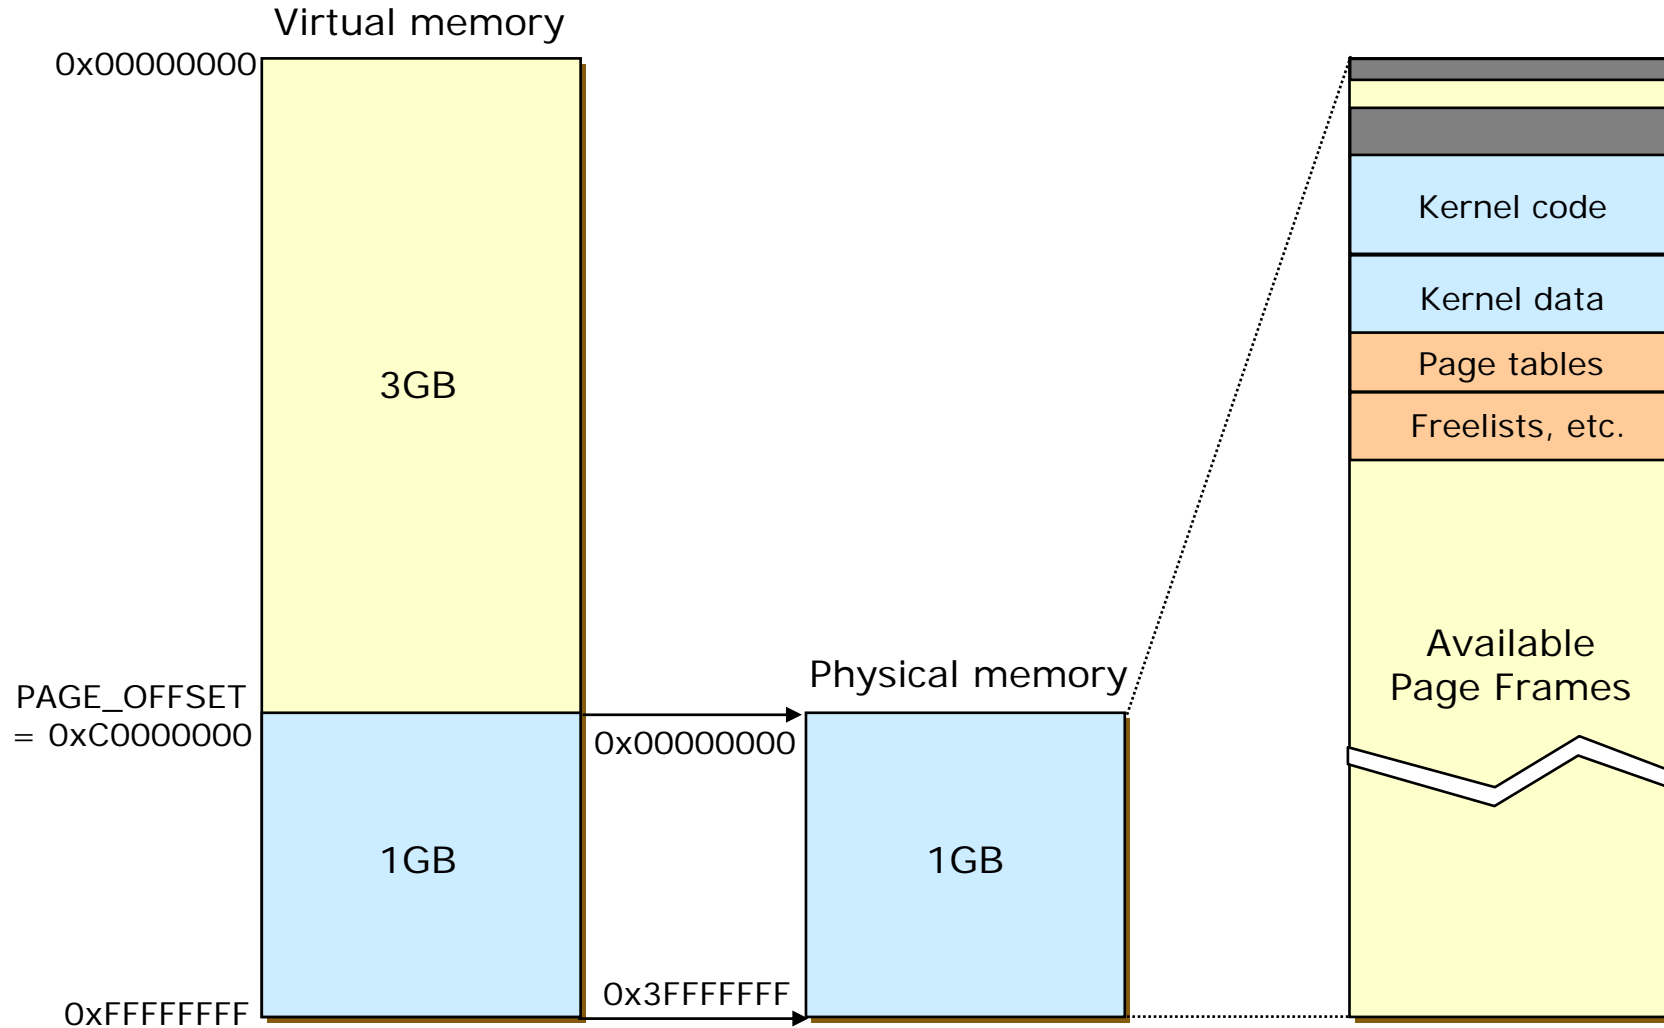 Virtual memory
0x00000000
3GB
PAGE_OFFSET
= 0xC0000000
1GB
0xFFFFFFFF
0x00000000
0x3FFFFFFF
Physical memory
1GB
Kernel code
Kernel data
Page tables
Freelists, etc.
Available
Page Frames